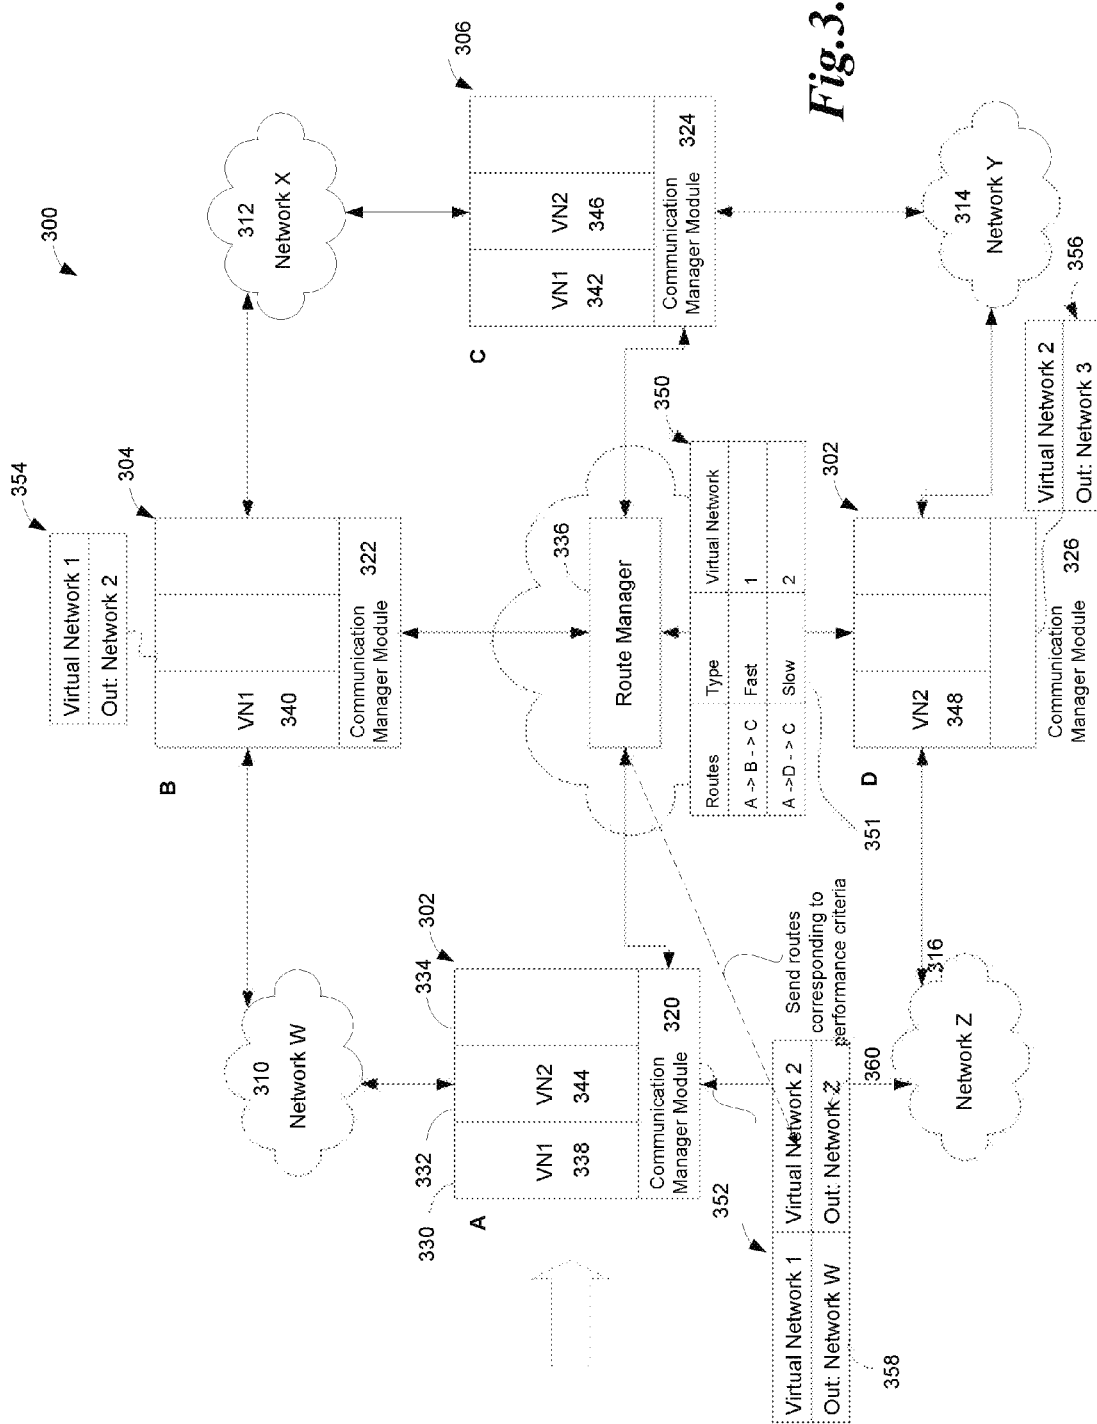 300
354
Virtual Network 1
Out: Network 2
304
B
VN1
340
Communication
Manager Module
322
310
Network W
312
Network X
306
C
VN1
342
VN2
346
Communication
Manager Module
324
330
332
334
302
A
VN1
338
VN2
344
Communication
Manager Module
320
Route Manager
336
350
Routes
Type
Virtual Network
A -> B - > C
Fast
1
A ->D - > C
Slow
2
351
Send routes
corresponding to
performance criteria
352
Virtual Network 1
Virtual Network 2
Out: Network W
Out: Network Z
358
360
316
Network Z
D
302
VN2
348
Communication
Manager Module
326
314
Network Y
Virtual Network 2
Out: Network 3
356
Fig.3.